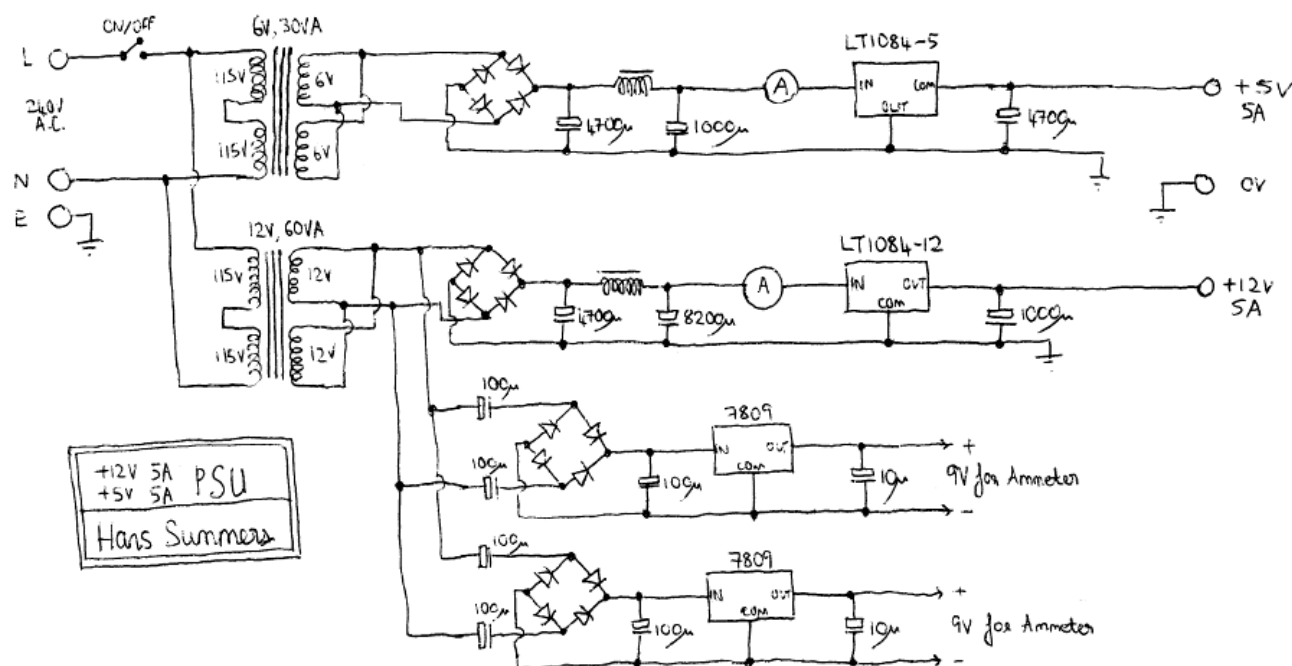 ON/OFF
L
240V
A.C.
N
E
6V, 30VA
115V
6V
115V
6V
4700µ
1000µ
A
LT1084-5
IN
COM
OUT
4700µ
+5V
5A
0V
12V, 60VA
115V
12V
115V
12V
4700µ
8200µ
A
LT1084-12
IN
OUT
COM
1000µ
+12V
5A
100µ
100µ
100µ
7809
IN
OUT
COM
10µ
+
9V for Ammeter
-
100µ
100µ
100µ
7809
IN
OUT
COM
10µ
+
9V for Ammeter
-
+12V 5A
+5V 5A PSU
Hans Summers